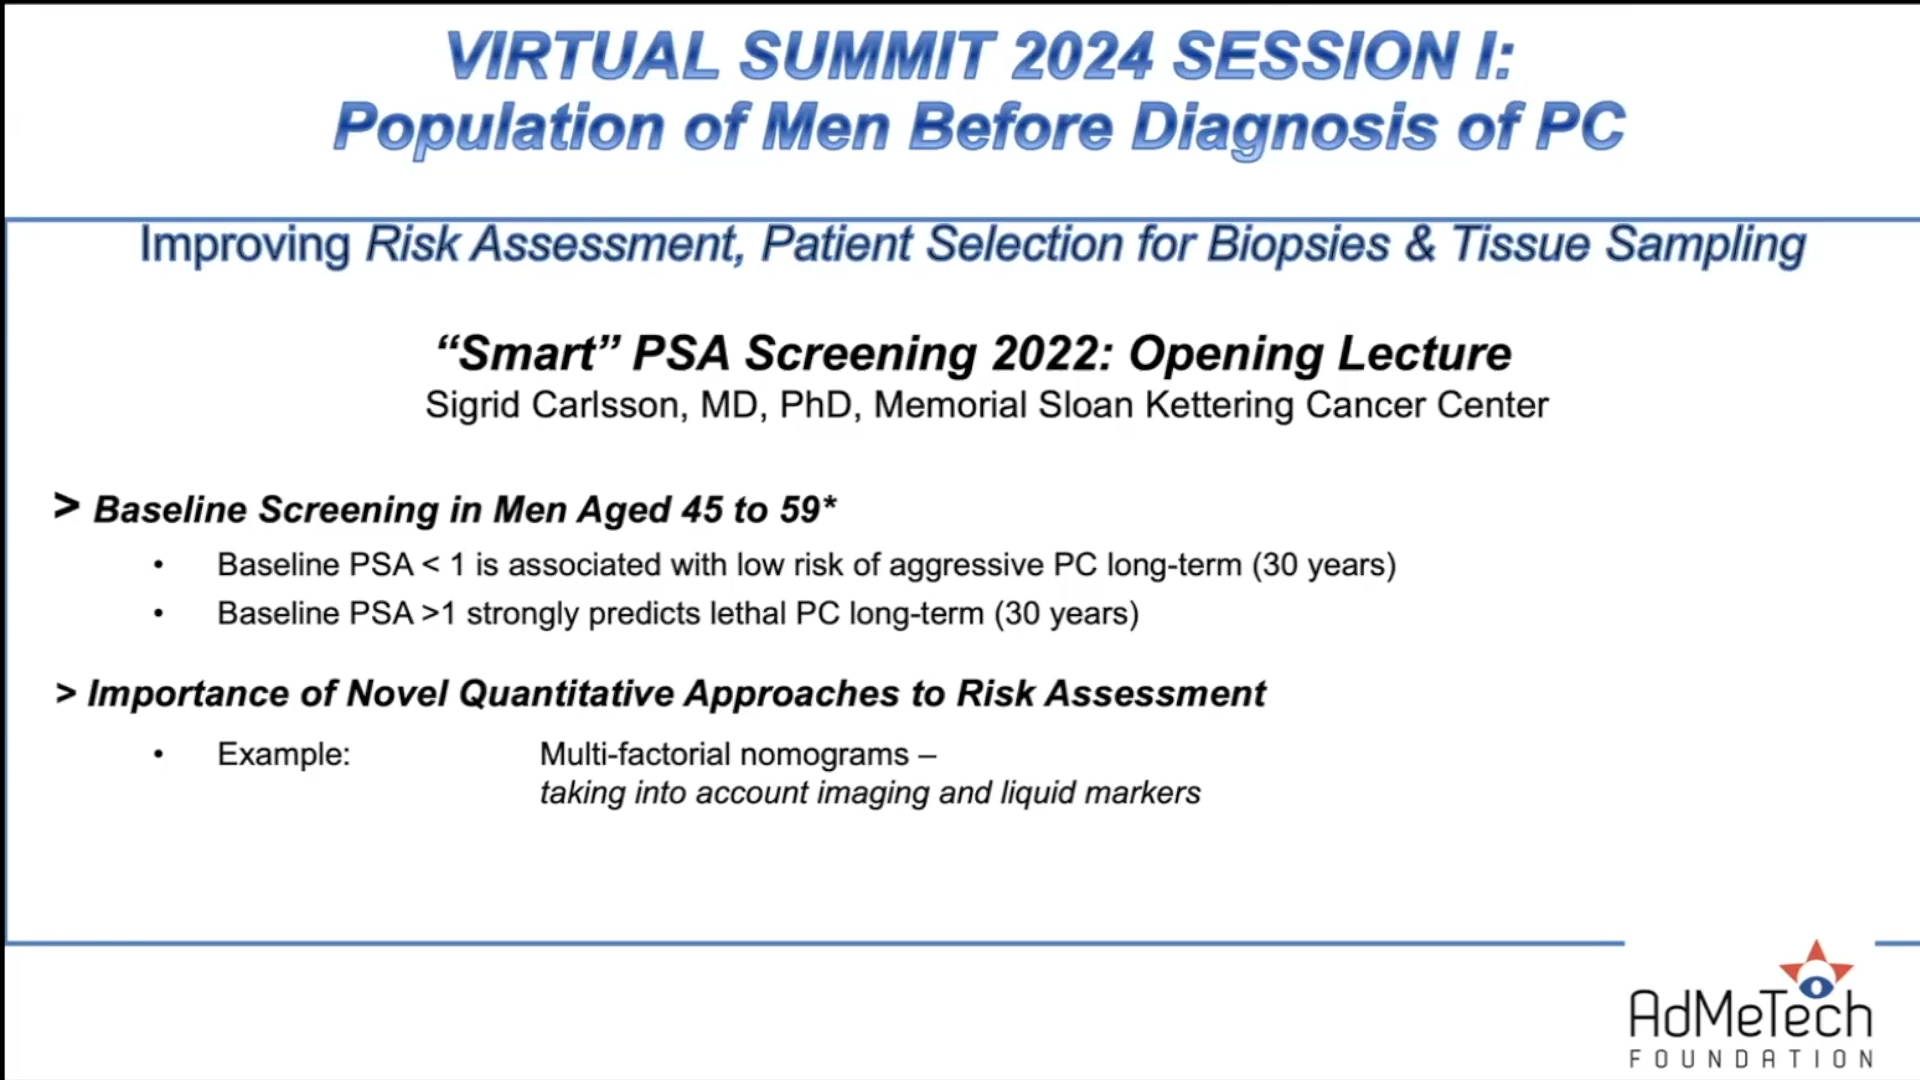 VIRTUAL SUMMIT 2024 SESSION I:
Population of Men Before Diagnosis of PC
Improving Risk Assessment, Patient Selection for Biopsies & Tissue Sampling
“Smart” PSA Screening 2022: Opening Lecture
Sigrid Carlsson, MD, PhD, Memorial Sloan Kettering Cancer Center
> Baseline Screening in Men Aged 45 to 59*
• Baseline PSA < 1 is associated with low risk of aggressive PC long-term (30 years)
• Baseline PSA >1 strongly predicts lethal PC long-term (30 years)
> Importance of Novel Quantitative Approaches to Risk Assessment
• Example: Multi-factorial nomograms –
taking into account imaging and liquid markers
AdMeTech
FOUNDATION